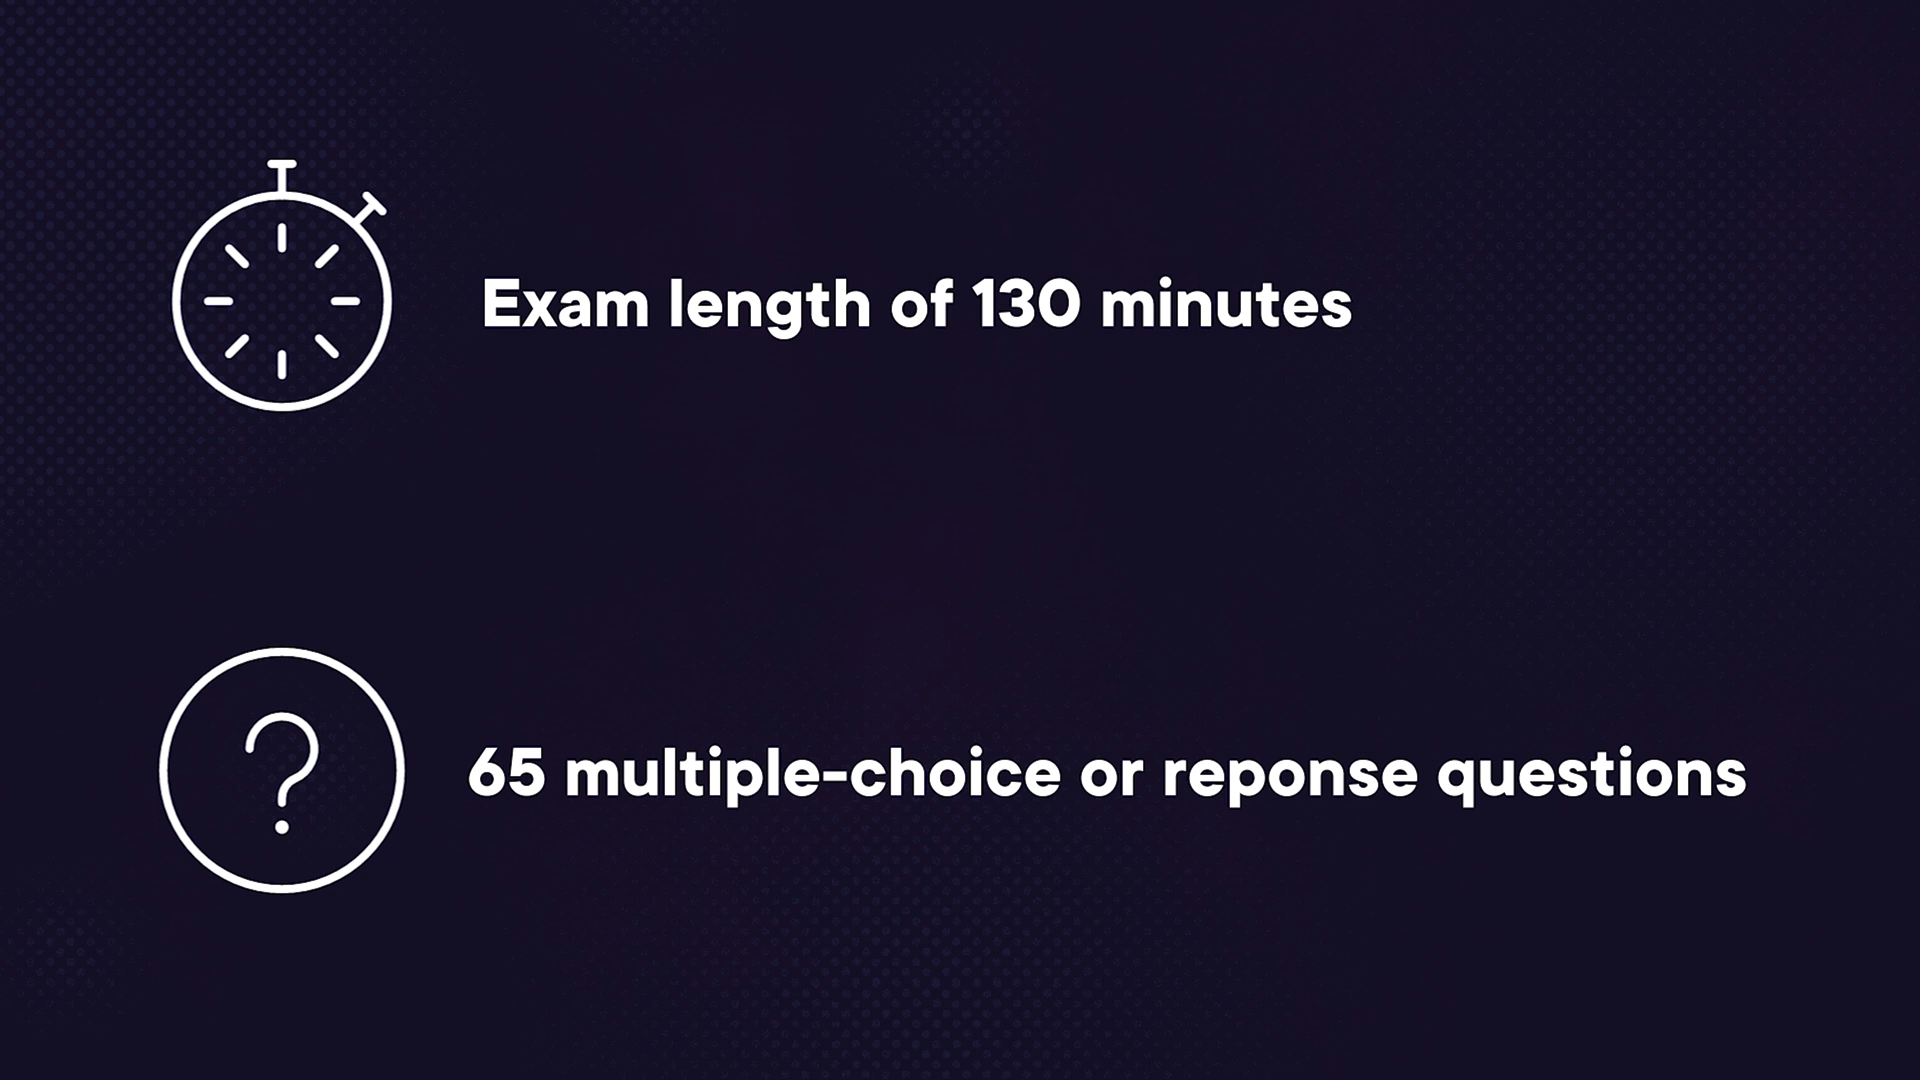 Exam length of 130 minutes
65 multiple-choice or reponse questions